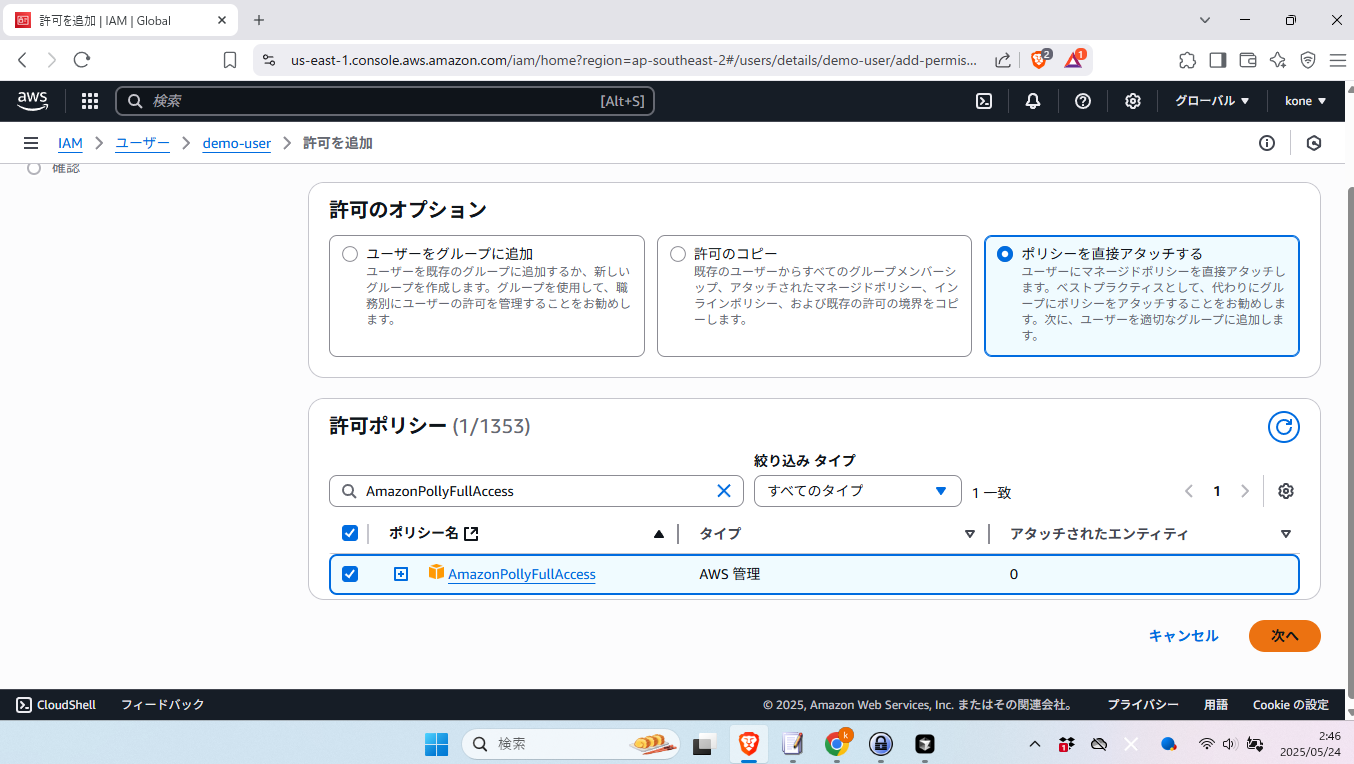 許可を追加 | IAM | Global
us-east-1.console.aws.amazon.com/iam/home?region=ap-southeast-2#/users/details/demo-user/add-permis...
2
1
aws
検索
[Alt+S]
グローバル
kone
IAM
ユーザー
demo-user
許可を追加
確認
許可のオプション
ユーザーをグループに追加
ユーザーを既存のグループに追加するか、新しい
グループを作成します。グループを使用して、職
務別にユーザーの許可を管理することをお勧めし
ます。
許可のコピー
既存のユーザーからすべてのグループメンバーシ
ップ、アタッチされたマネージドポリシー、イン
ラインポリシー、および既存の許可の境界をコピ
ーします。
ポリシーを直接アタッチする
ユーザーにマネージドポリシーを直接アタッチし
ます。ベストプラクティスとして、代わりにグルー
プにポリシーをアタッチすることをお勧めしま
す。次に、ユーザーを適切なグループに追加しま
す。
許可ポリシー (1/1353)
絞り込み タイプ
AmazonPollyFullAccess
すべてのタイプ
1 一致
1
ポリシー名
タイプ
アタッチされたエンティティ
AmazonPollyFullAccess
AWS 管理
0
キャンセル
次へ
CloudShell
フィードバック
© 2025, Amazon Web Services, Inc. またはその関連会社。
プライバシー
用語
Cookie の設定
検索
k
1
2:46
2025/05/24